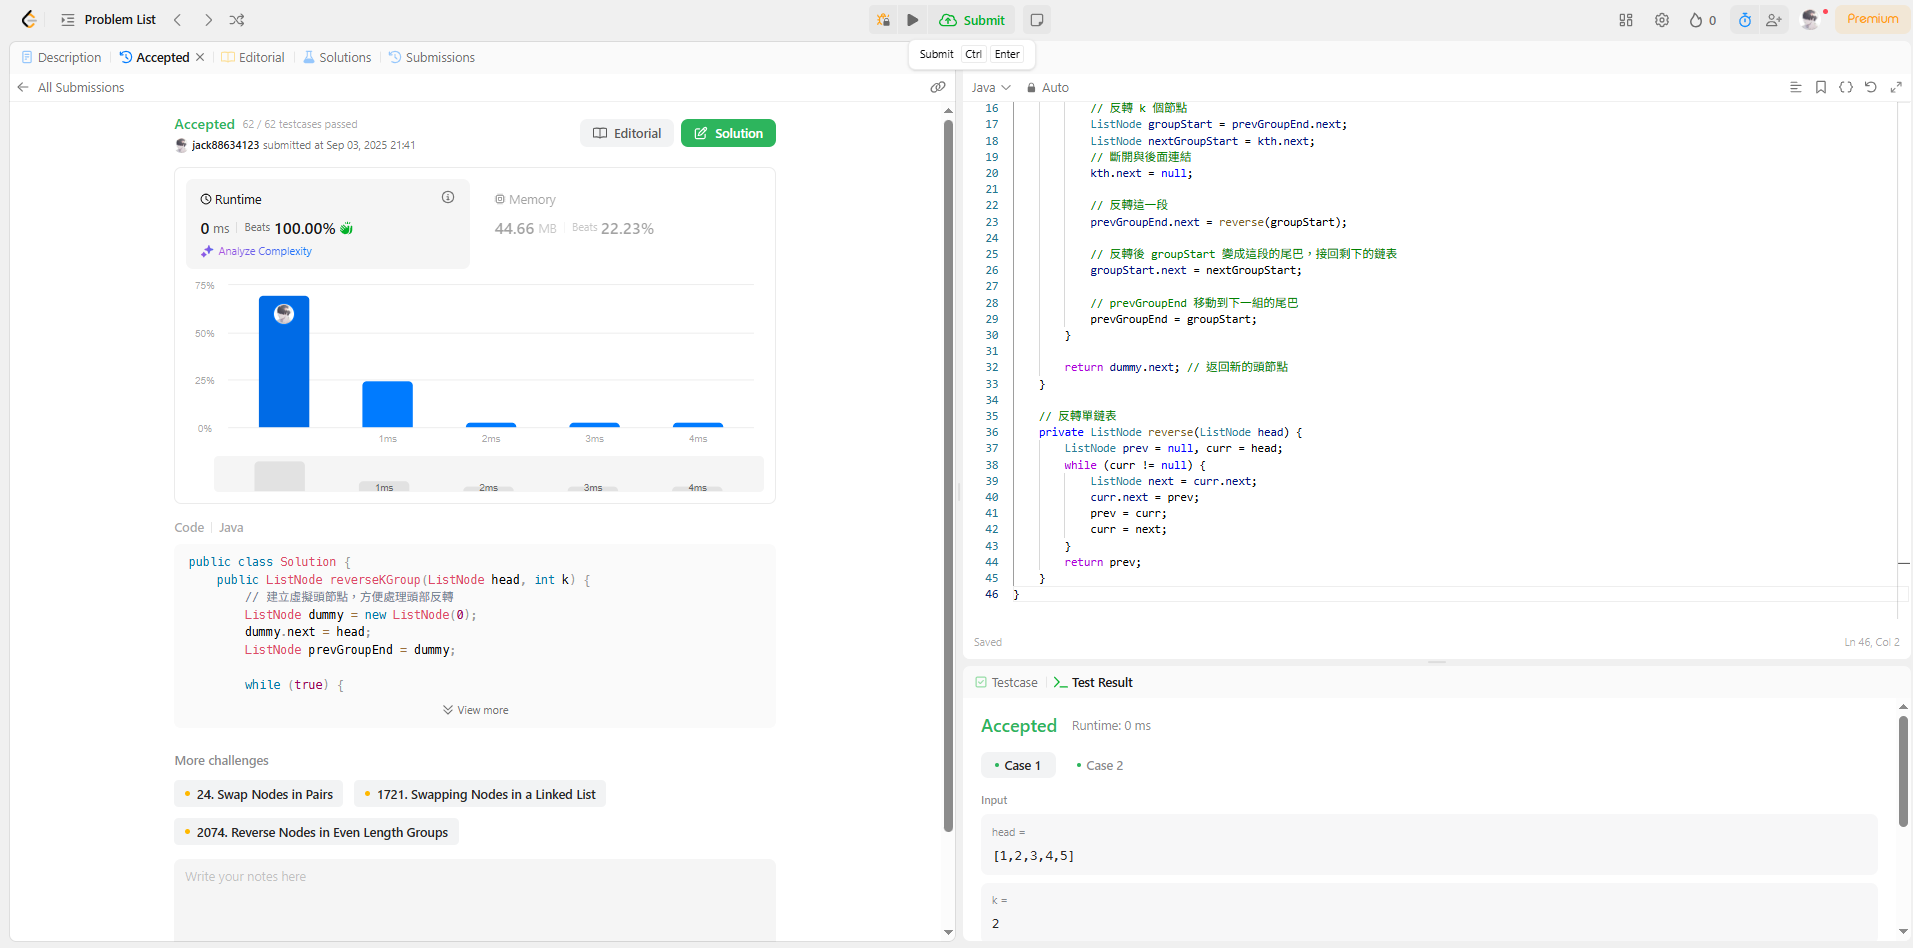 Problem List
Submit
0
Premium
Submit Ctrl Enter
Description
Accepted
Editorial
Solutions
Submissions
All Submissions
Accepted 62 / 62 testcases passed
jack88634123 submitted at Sep 03, 2025 21:41
Editorial
Solution
Runtime
0 ms Beats 100.00%
Analyze Complexity
Memory
44.66 MB Beats 22.23%
75%
50%
25%
0%
1ms 2ms 3ms 4ms
1ms 2ms 3ms 4ms
Code Java
public class Solution {
public ListNode reverseKGroup(ListNode head, int k) {
// 建立虛擬頭節點，方便處理頭部反轉
ListNode dummy = new ListNode(0);
dummy.next = head;
ListNode prevGroupEnd = dummy;
while (true) {
View more
More challenges
24. Swap Nodes in Pairs
1721. Swapping Nodes in a Linked List
2074. Reverse Nodes in Even Length Groups
Write your notes here
Java Auto
16 // 反轉 k 個節點
17 ListNode groupStart = prevGroupEnd.next;
18 ListNode nextGroupStart = kth.next;
19 // 斷開與後面連結
20 kth.next = null;
21
22 // 反轉這一段
23 prevGroupEnd.next = reverse(groupStart);
24
25 // 反轉後 groupStart 變成這段的尾巴，接回剩下的鏈表
26 groupStart.next = nextGroupStart;
27
28 // prevGroupEnd 移動到下一組的尾巴
29 prevGroupEnd = groupStart;
30 }
31
32 return dummy.next; // 返回新的頭節點
33 }
34
35 // 反轉單鏈表
36 private ListNode reverse(ListNode head) {
37 ListNode prev = null, curr = head;
38 while (curr != null) {
39 ListNode next = curr.next;
40 curr.next = prev;
41 prev = curr;
42 curr = next;
43 }
44 return prev;
45 }
46 }
Saved
Ln 46, Col 2
Testcase
Test Result
Accepted Runtime: 0 ms
Case 1
Case 2
Input
head =
[1,2,3,4,5]
k =
2